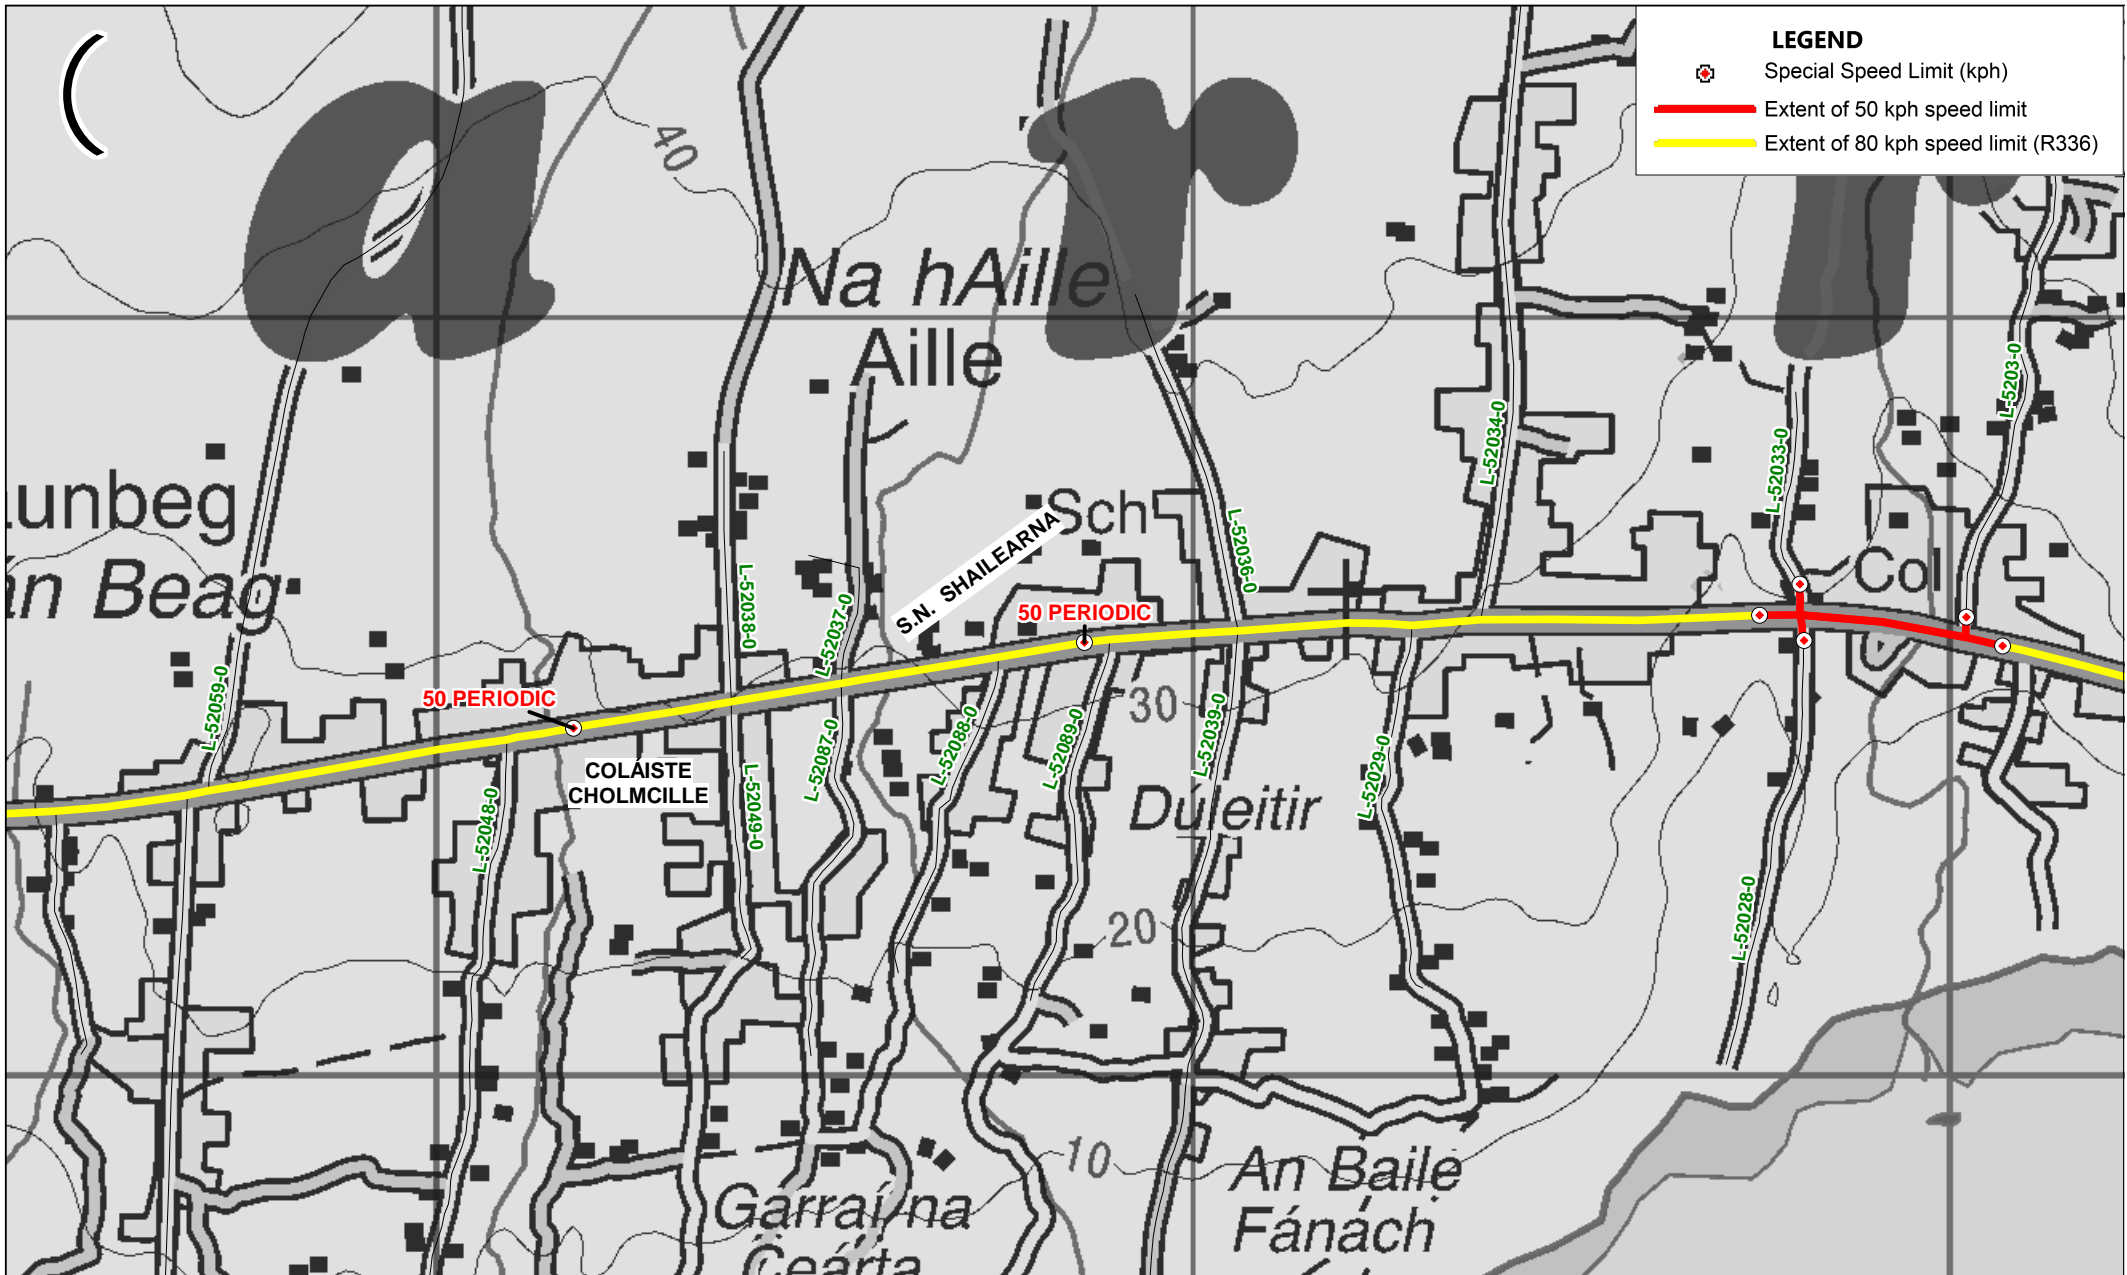 LEGEND
Special Speed Limit (kph)
Extent of 50 kph speed limit
Extent of 80 kph speed limit (R336)
40
Na hAille
Aille
L-5203-0
L-52034-0
L-52033-0
unbeg
Sch
L-52036-0
Col
án Beag
L-52038-0
L-52037-0
S.N. SHAILEARNA
50 PERIODIC
L-52059-0
50 PERIODIC
30
L-52087-0
L-52088-0
L-52089-0
L-52039-0
L-52029-0
COLÁISTE
CHOLMCILLE
L-52048-0
L-52049-0
Dúleitir
20
L-52028-0
10
An Baile
Fánach
Garraí na
Ceárta